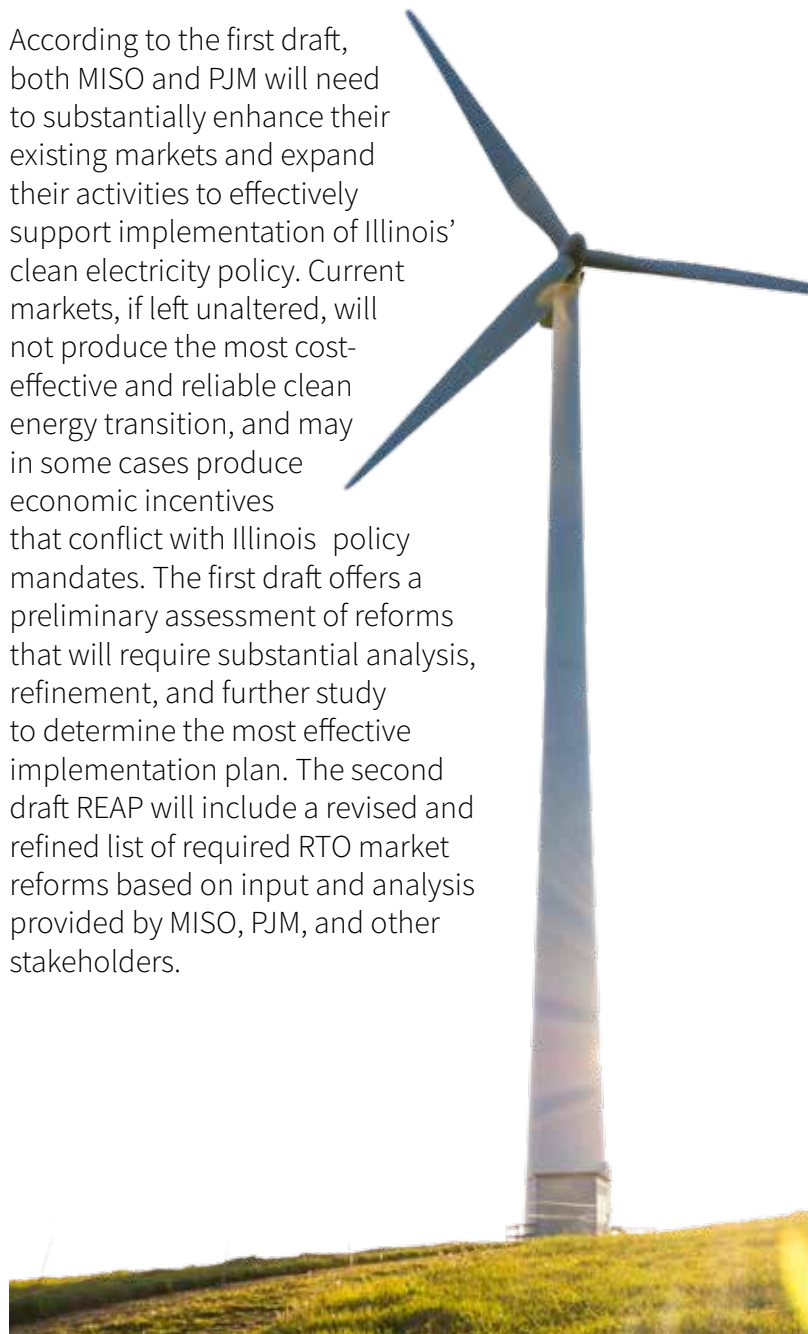 According to the first draft,
both MISO and PJM will need
to substantially enhance their
existing markets and expand
their activities to effectively
support implementation of Illinois’
clean electricity policy. Current
markets, if left unaltered, will
not produce the most cost-
effective and reliable clean
energy transition, and may
in some cases produce
economic incentives
that conflict with Illinois policy
mandates. The first draft offers a
preliminary assessment of reforms
that will require substantial analysis,
refinement, and further study
to determine the most effective
implementation plan. The second
draft REAP will include a revised and
refined list of required RTO market
reforms based on input and analysis
provided by MISO, PJM, and other
stakeholders.